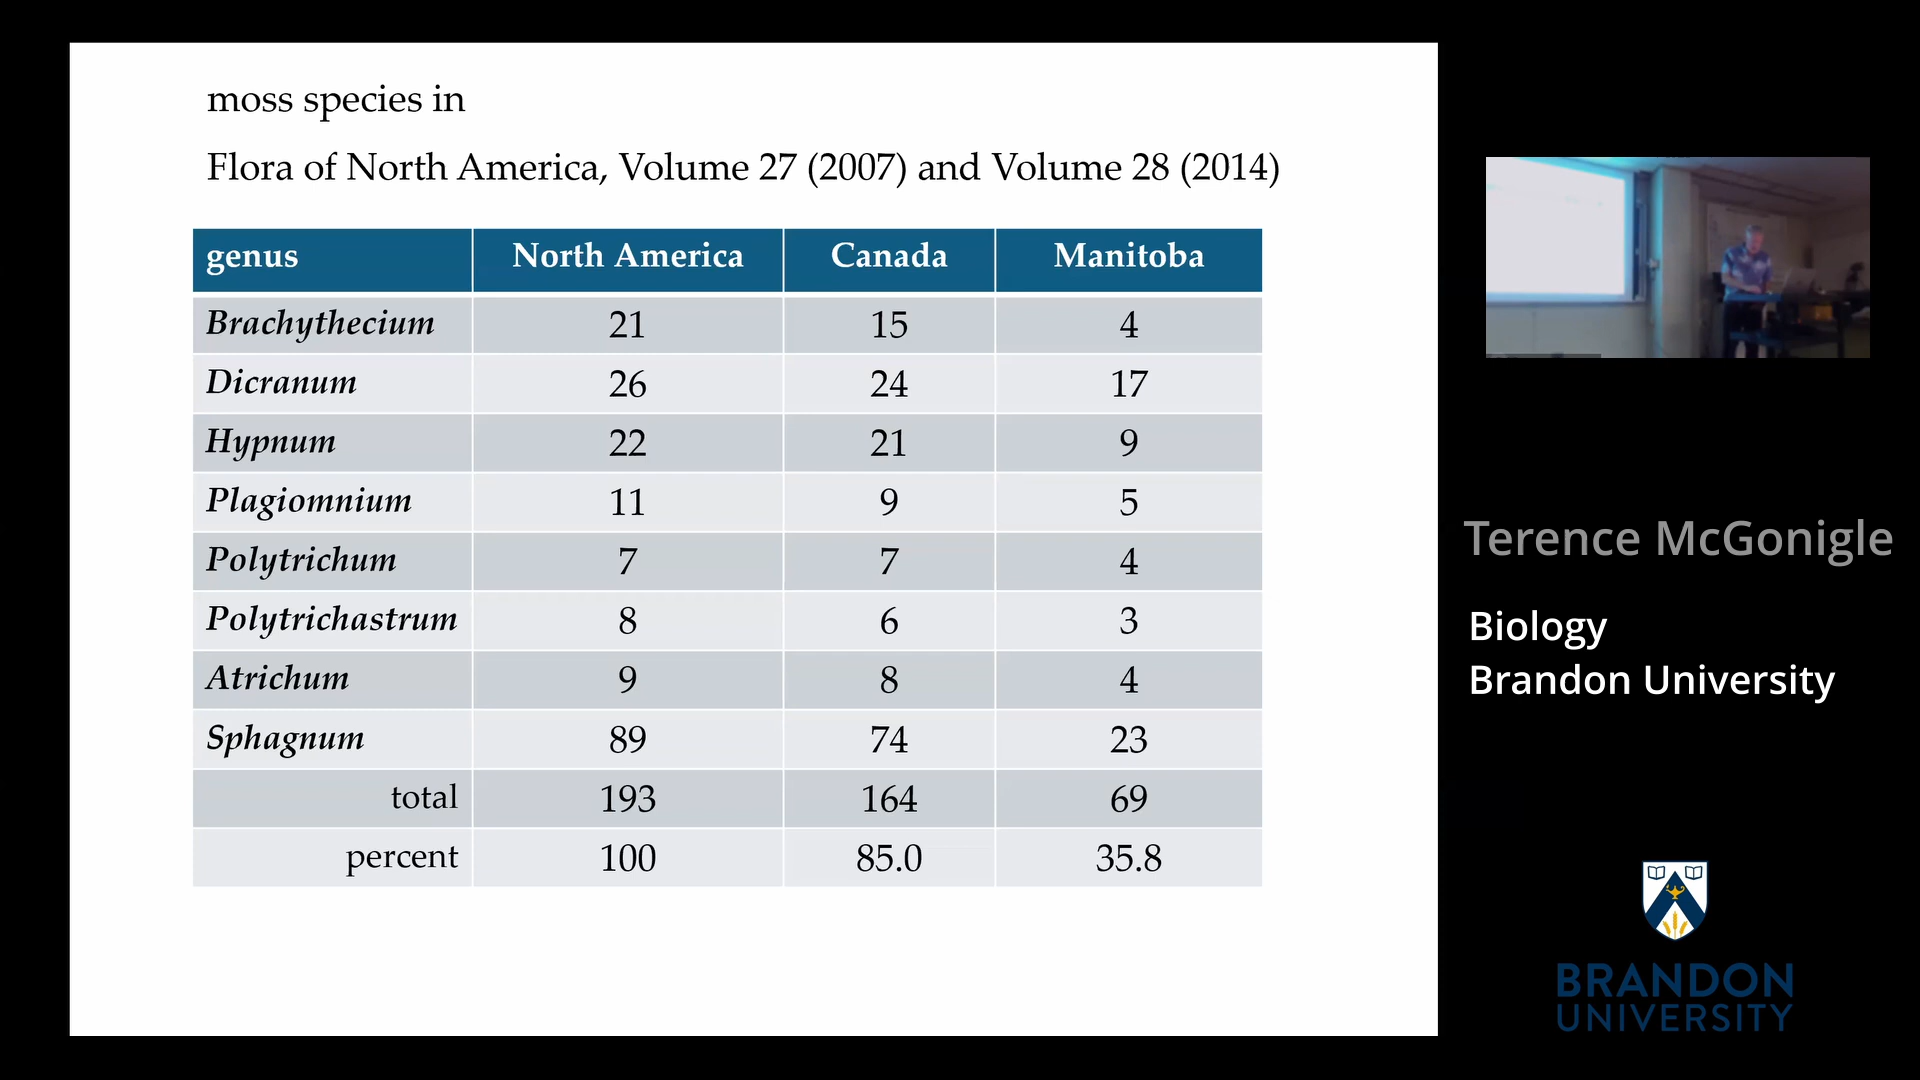 moss species in
Flora of North America, Volume 27 (2007) and Volume 28 (2014)
genus North America Canada Manitoba
Brachythecium 21 15 4
Dicranum 26 24 17
Hypnum 22 21 9
Plagiomnium 11 9 5
Polytrichum 7 7 4
Polytrichastrum 8 6 3
Atrichum 9 8 4
Sphagnum 89 74 23
total 193 164 69
percent 100 85.0 35.8
Terence McGonigle
Biology
Brandon University
BRANDON
UNIVERSITY